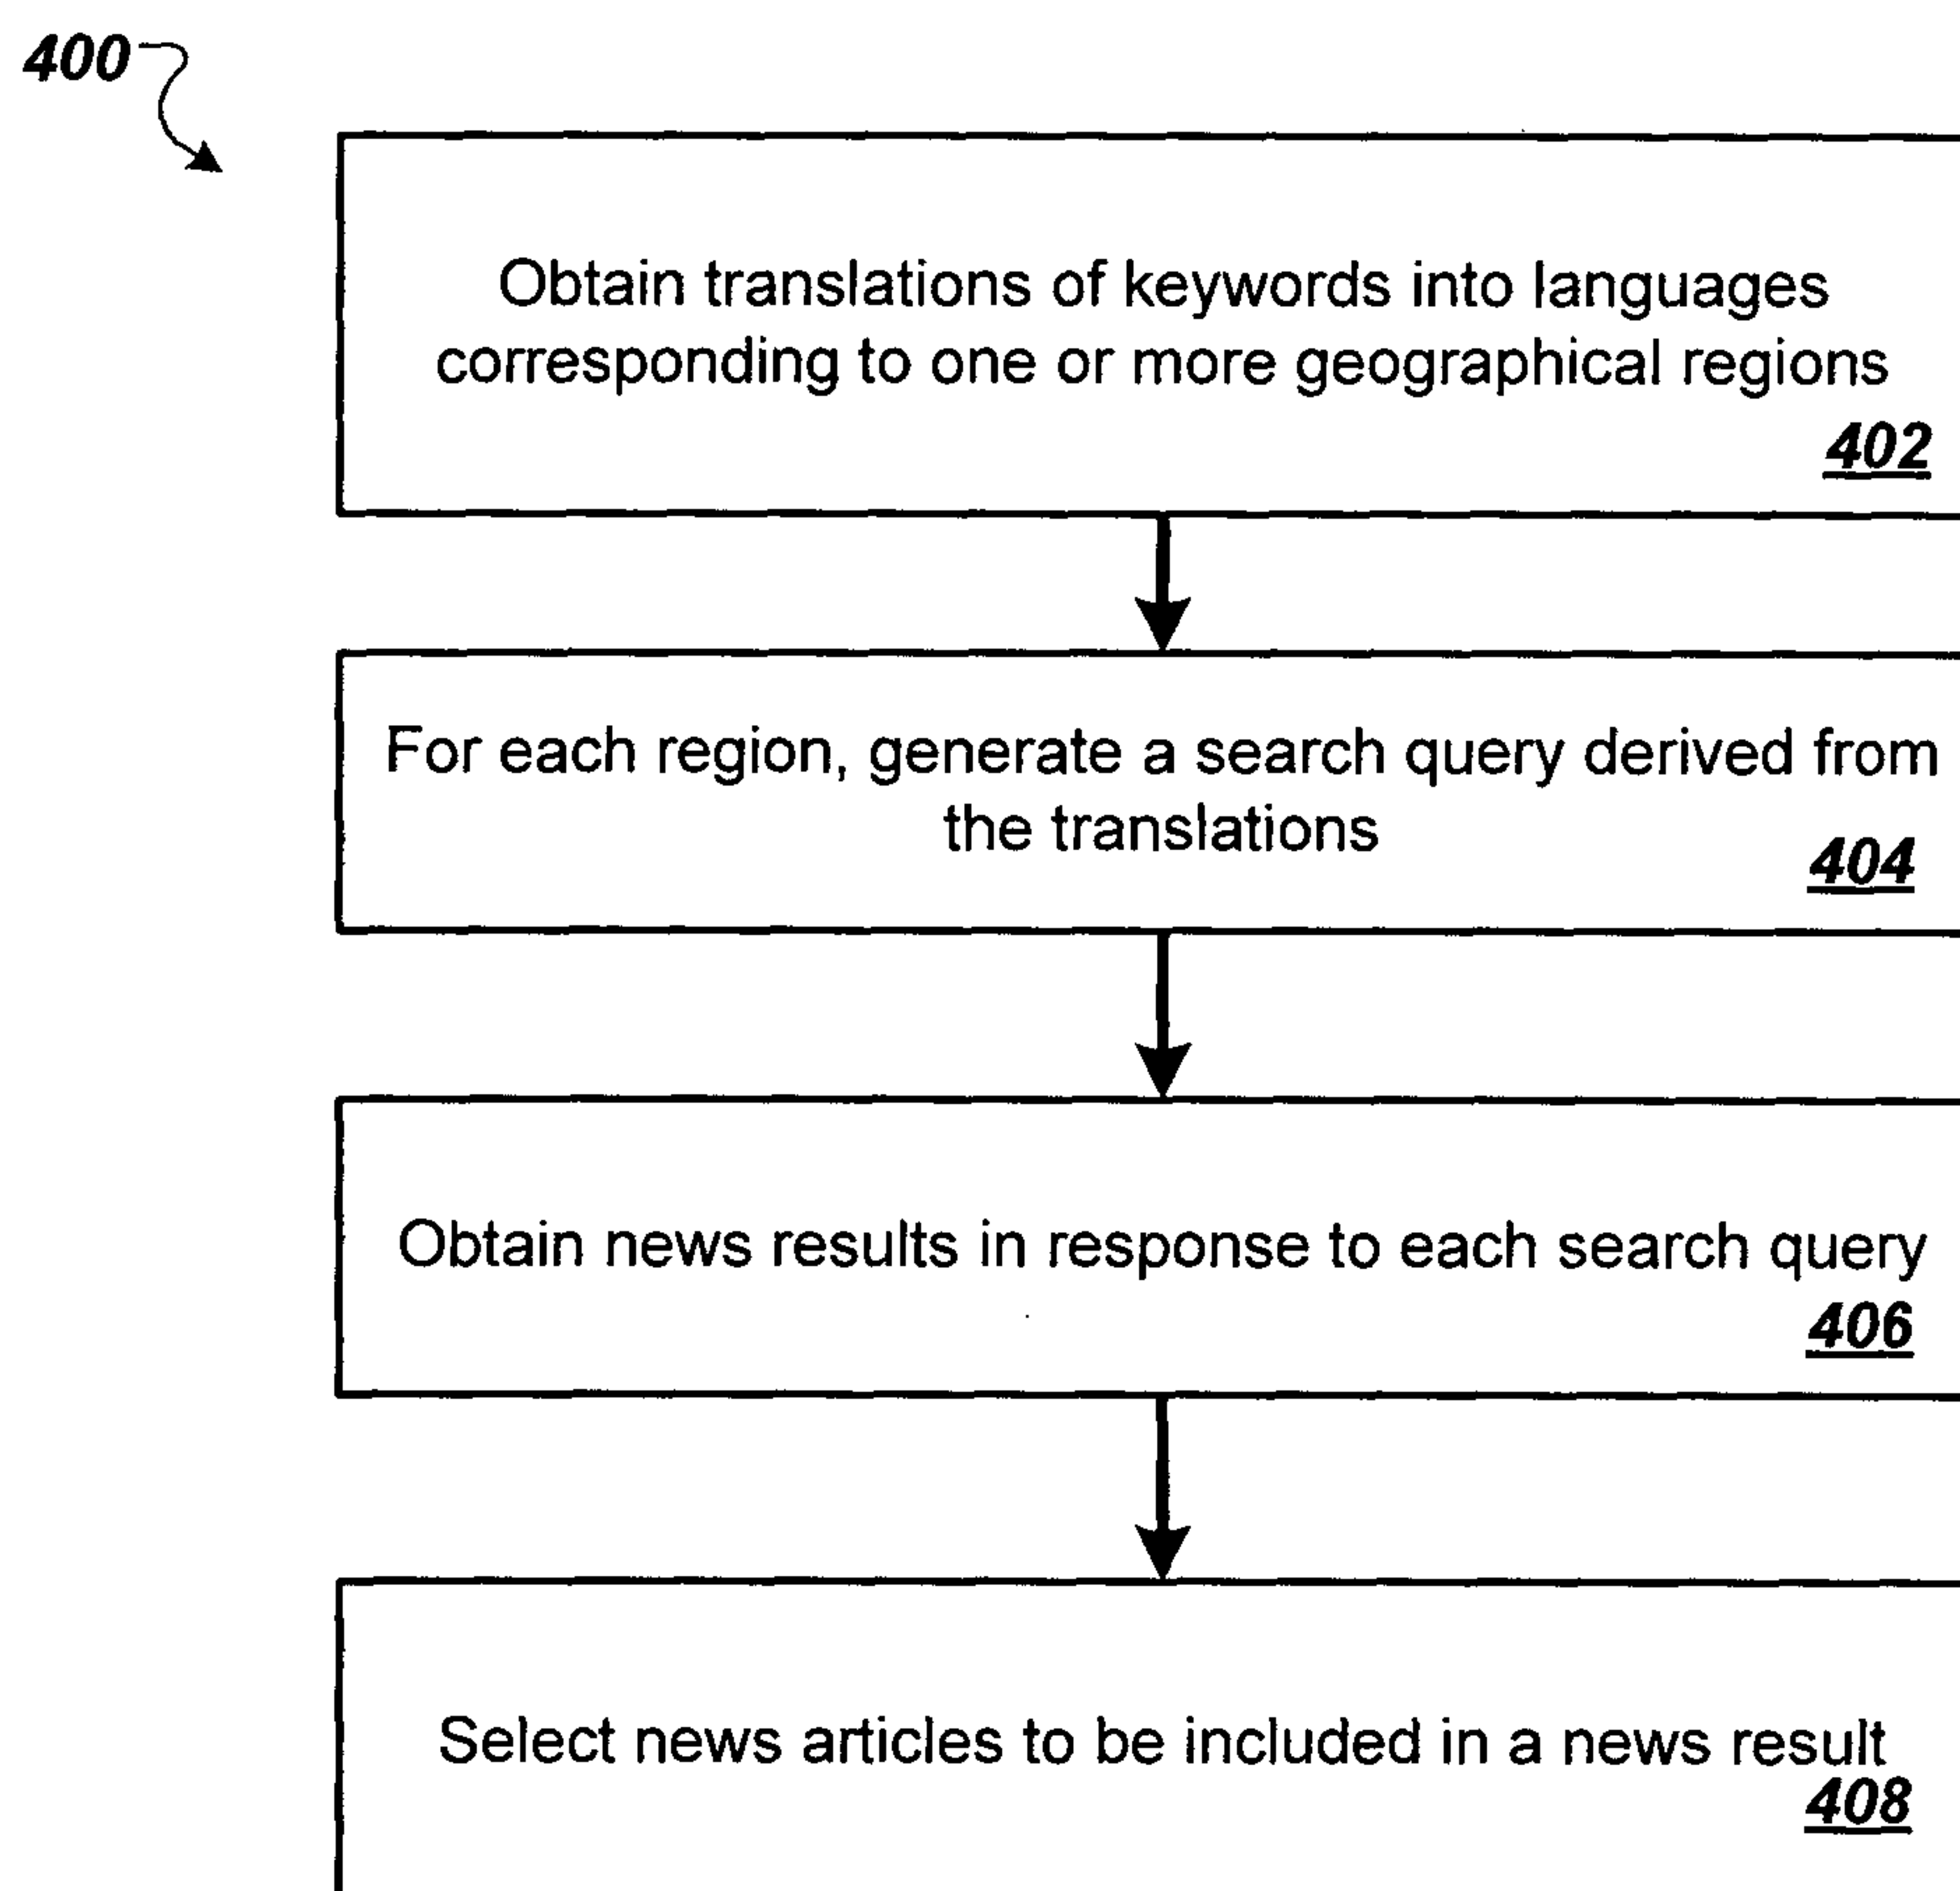 400
Obtain translations of keywords into languages
corresponding to one or more geographical regions
402
For each region, generate a search query derived from
the translations
404
Obtain news results in response to each search query
406
Select news articles to be included in a news result
408